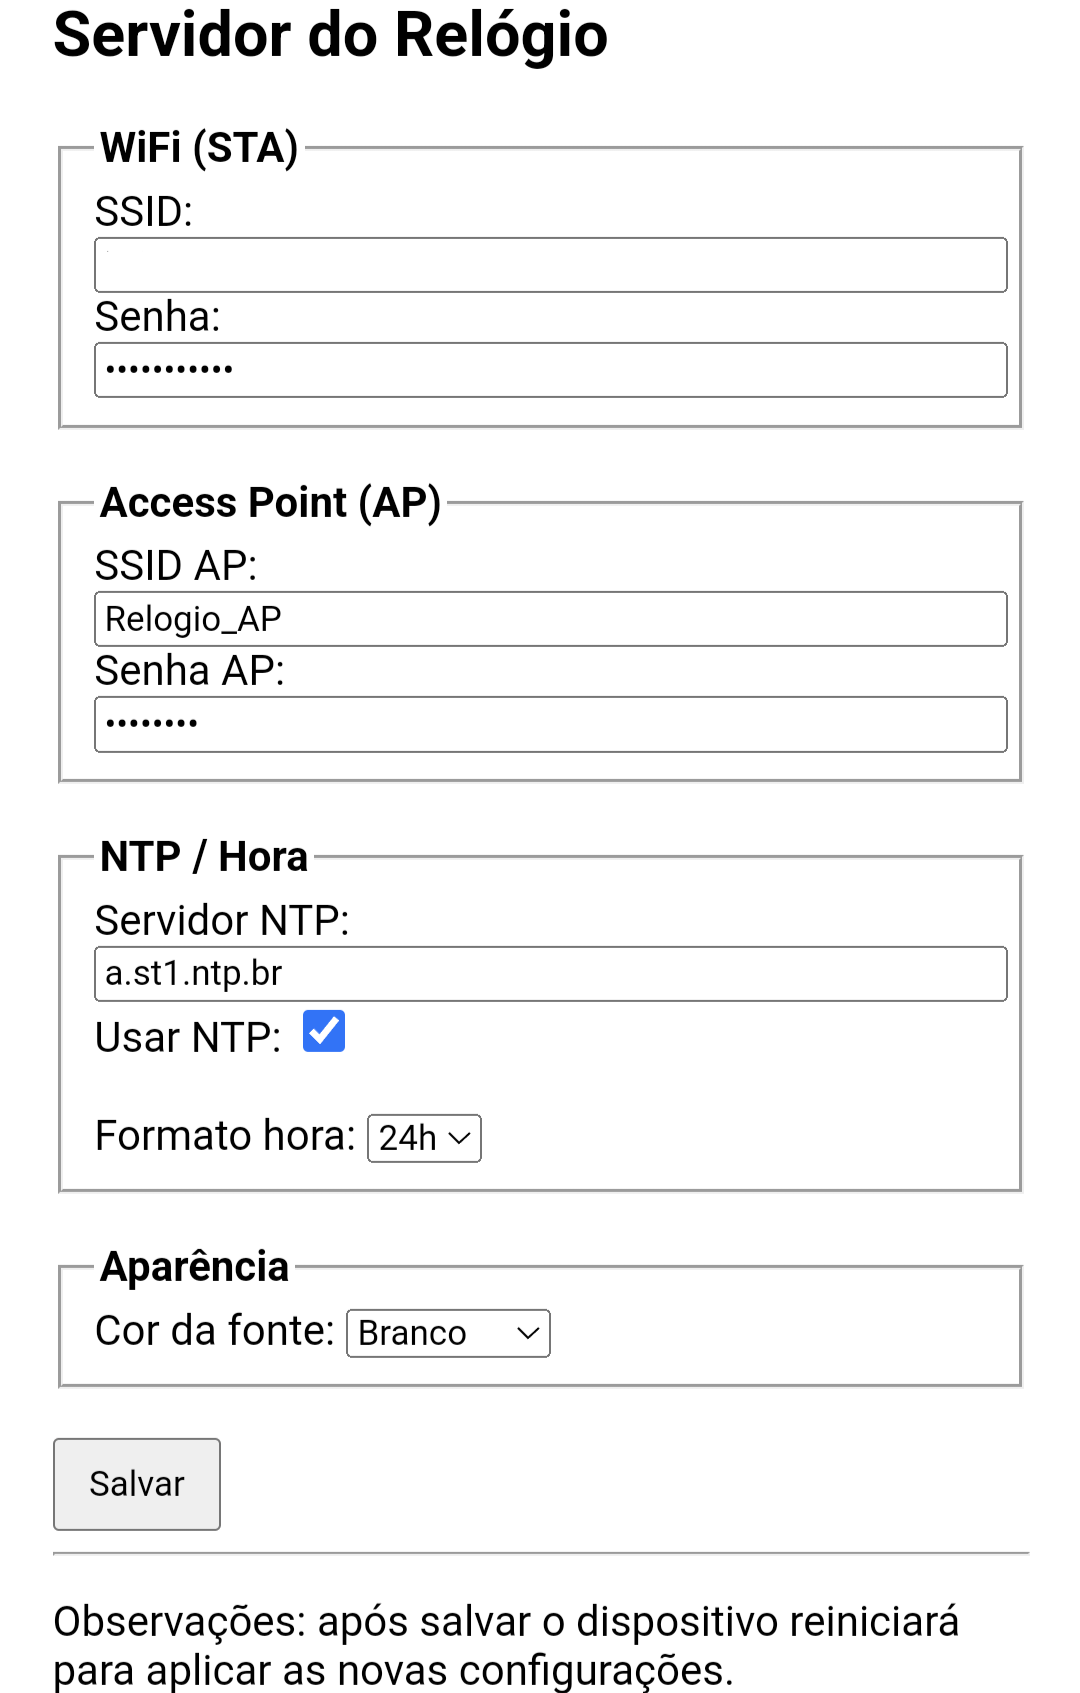 Servidor do Relógio
WiFi (STA)
SSID:
Senha:
•••••••••••
Access Point (AP)
SSID AP:
Relogio_AP
Senha AP:
••••••••
NTP / Hora
Servidor NTP:
a.st1.ntp.br
Usar NTP:
Formato hora: 24h
Aparência
Cor da fonte: Branco
Salvar
Observações: após salvar o dispositivo reiniciará
para aplicar as novas configurações.